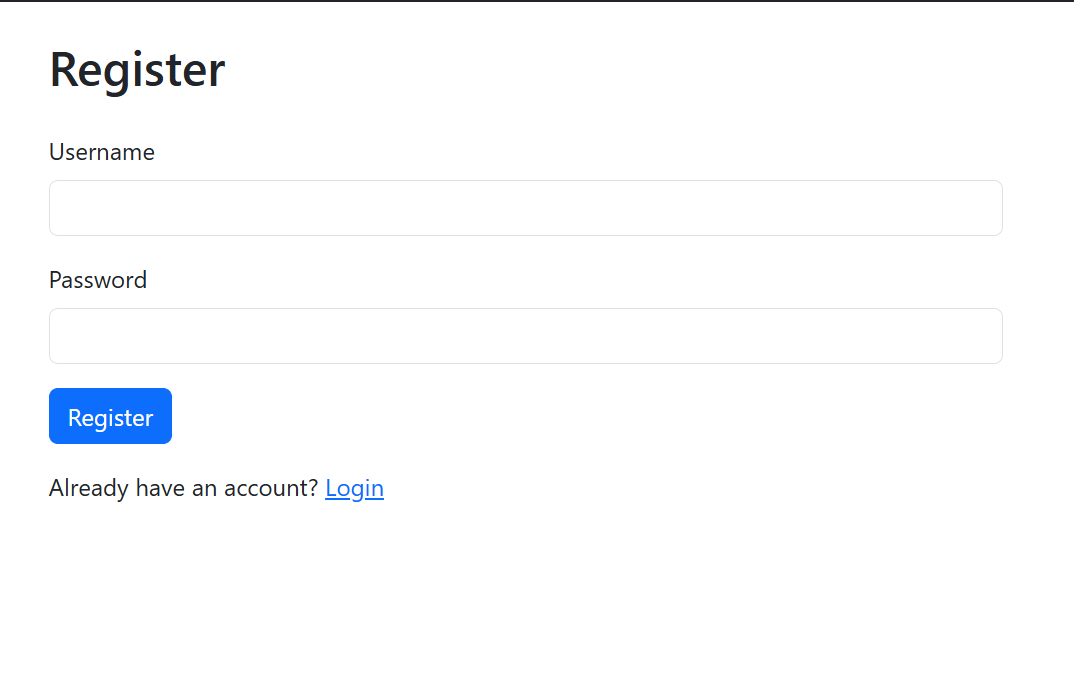 Register
Username
Password
Register
Already have an account? Login